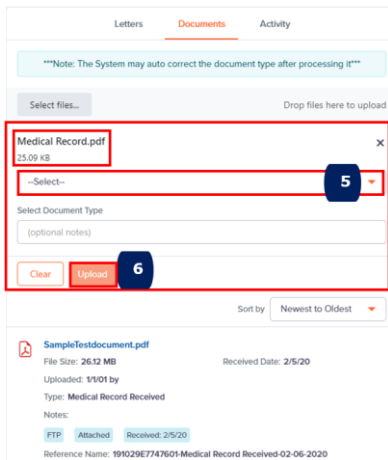 Letters Documents Activity
***Note: The System may auto correct the document type after processing it***
Select files... Drop files here to upload
Medical Record.pdf ×
25.09 KB
--Select-- 5
Select Document Type
(optional notes)
Clear Upload 6
Sort by Newest to Oldest
SampleTestdocument.pdf
File Size: 26.12 MB Received Date: 2/5/20
Uploaded: 1/1/01 by
Type: Medical Record Received
Notes:
FTP Attached Received: 2/5/20
Reference Name: 191029E7747601-Medical Record Received-02-06-2020